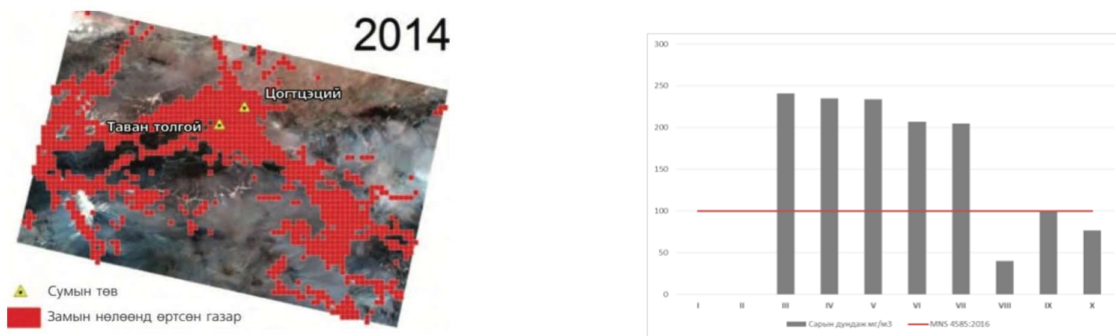 2014
Цогтцэций
Таван толгой
Сумын төв
Замын нөлөөнд өртсөн газар
300
250
200
150
100
50
0
I II III IV V VI VII VIII IX X
Сарын дундаж мг/м3 MNS 4585:2016